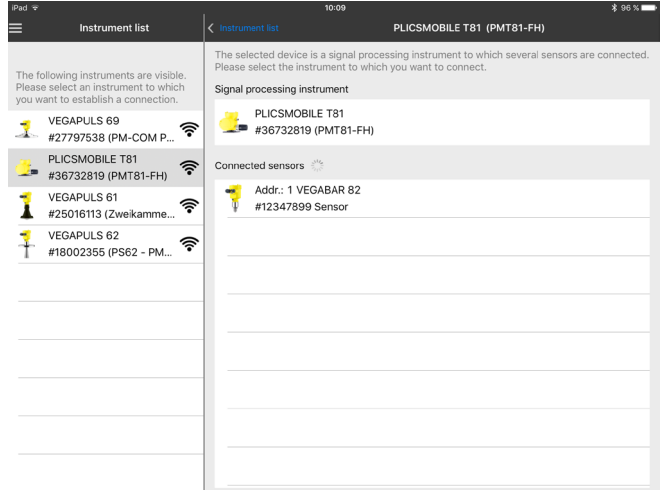 iPad
10:09
96 %
Instrument list
The following instruments are visible.
Please select an instrument to which
you want to establish a connection.
VEGAPULS 69
#27797538 (PM-COM P...
PLICSMOBILE T81
#36732819 (PMT81-FH)
VEGAPULS 61
#25016113 (Zweikamme...
VEGAPULS 62
#18002355 (PS62 - PM...
Instrument list
PLICSMOBILE T81 (PMT81-FH)
The selected device is a signal processing instrument to which several sensors are connected.
Please select the instrument to which you want to connect.
Signal processing instrument
PLICSMOBILE T81
#36732819 (PMT81-FH)
Connected sensors
Addr.: 1 VEGABAR 82
#12347899 Sensor